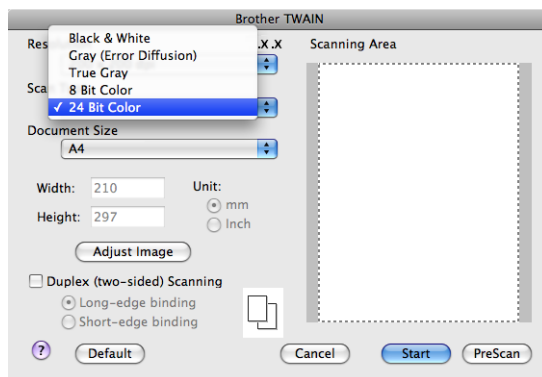 Brother TWAIN
Black & White
Gray (Error Diffusion)
True Gray
8 Bit Color
✓ 24 Bit Color
.X.X
Scanning Area
Document Size
A4
Width: 210
Height: 297
Unit:
mm
Inch
Adjust Image
Duplex (two-sided) Scanning
Long-edge binding
Short-edge binding
?
Default
Cancel
Start
PreScan